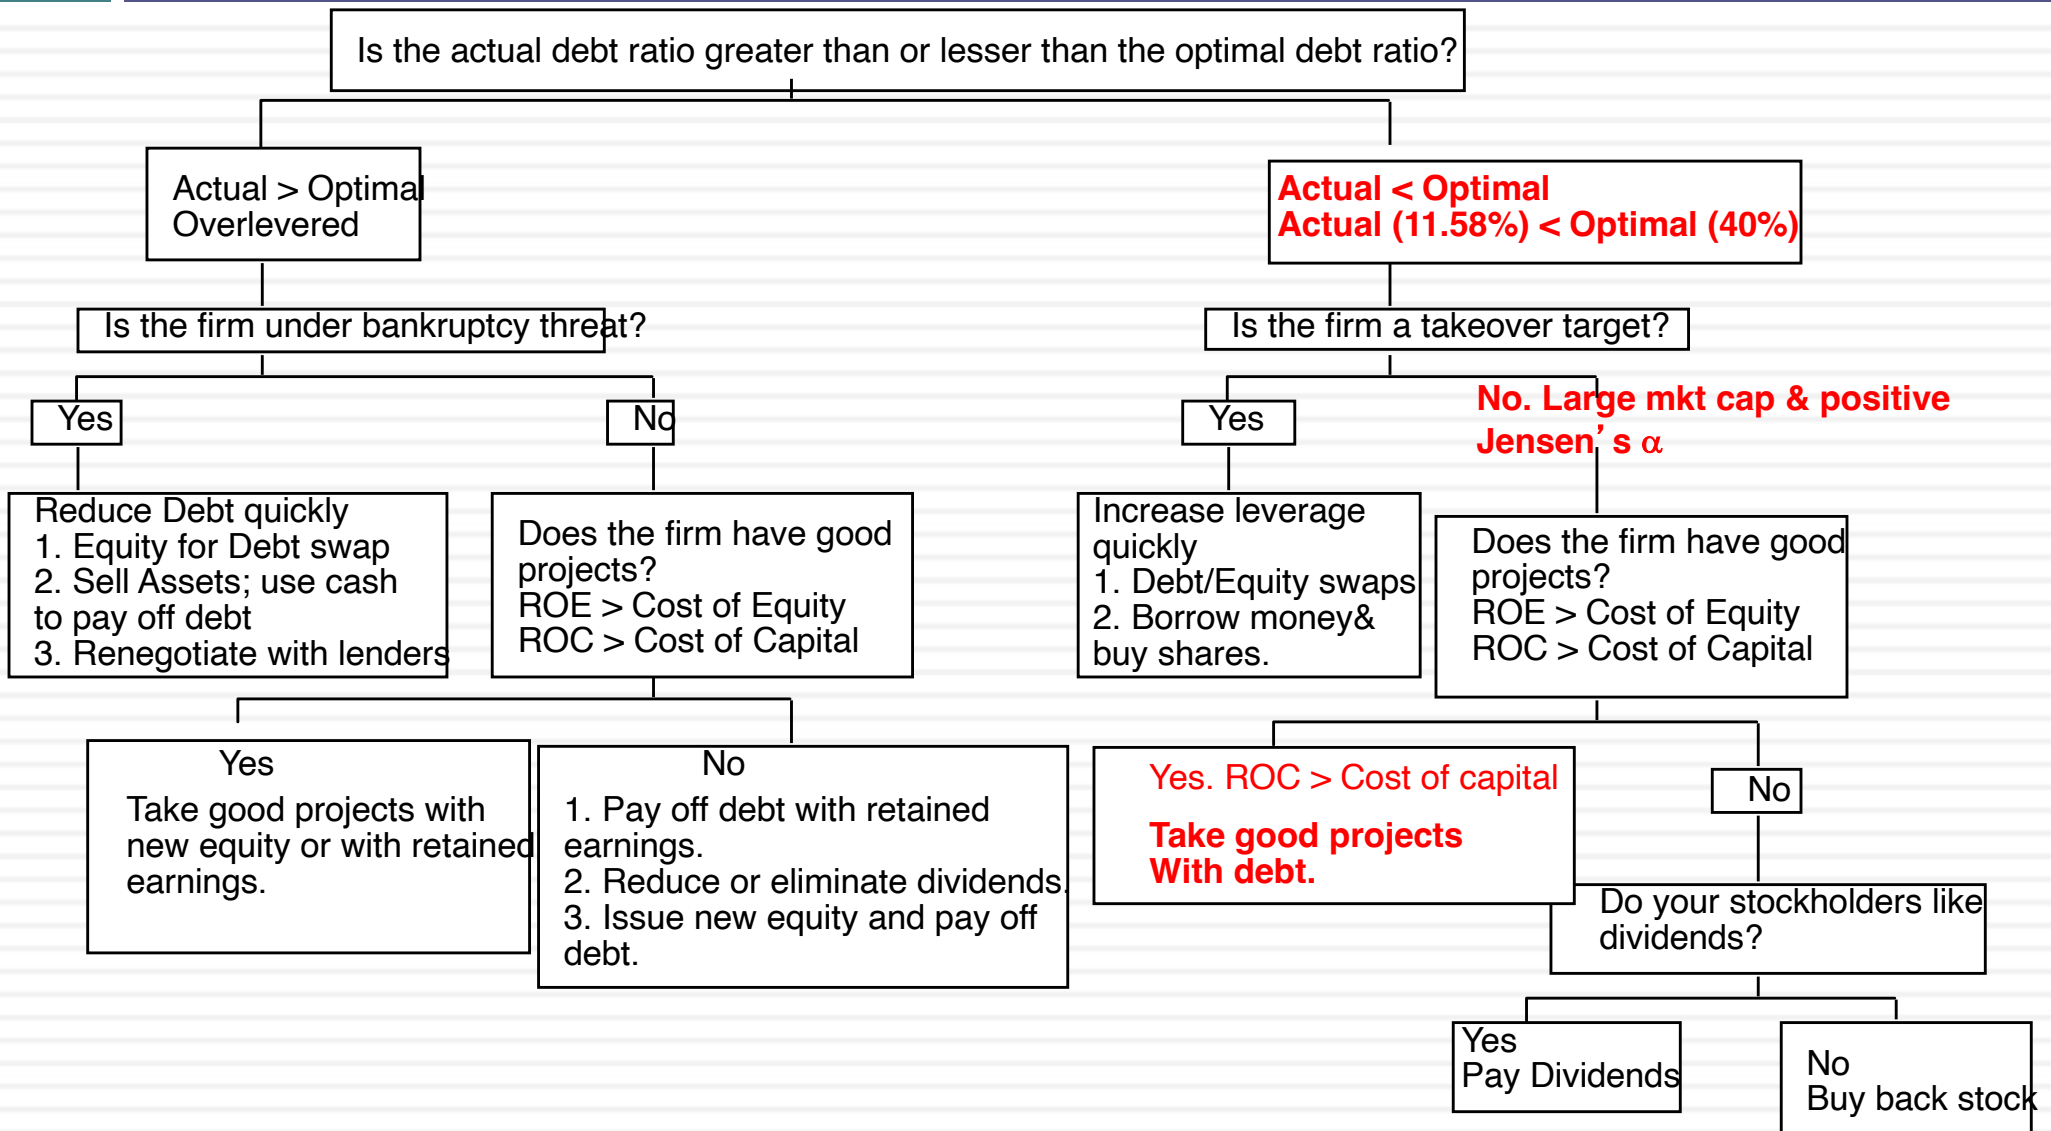 Is the actual debt ratio greater than or lesser than the optimal debt ratio?
Actual > Optimal
Overlevered
Actual < Optimal
Actual (11.58%) < Optimal (40%)
Is the firm under bankruptcy threat?
Is the firm a takeover target?
Yes
No
Yes
No. Large mkt cap & positive
Jensen’s α
Reduce Debt quickly
1. Equity for Debt swap
2. Sell Assets; use cash
to pay off debt
3. Renegotiate with lenders
Does the firm have good
projects?
ROE > Cost of Equity
ROC > Cost of Capital
Increase leverage
quickly
1. Debt/Equity swaps
2. Borrow money&
buy shares.
Does the firm have good
projects?
ROE > Cost of Equity
ROC > Cost of Capital
Yes
Take good projects with
new equity or with retained
earnings.
No
1. Pay off debt with retained
earnings.
2. Reduce or eliminate dividends.
3. Issue new equity and pay off
debt.
Yes. ROC > Cost of capital
Take good projects
With debt.
No
Do your stockholders like
dividends?
Yes
Pay Dividends
No
Buy back stock